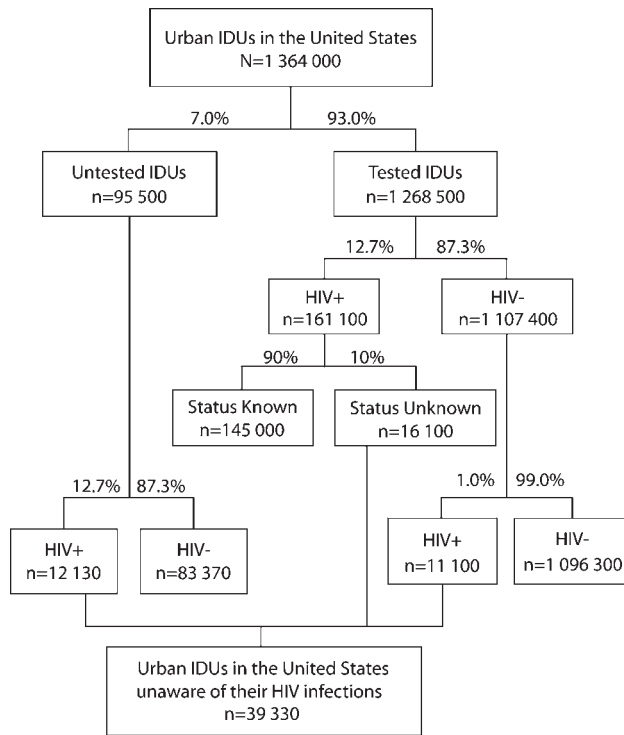 Urban IDUs in the United States
N=1 364 000
7.0% 93.0%
Untested IDUs
n=95 500
Tested IDUs
n=1 268 500
12.7% 87.3%
HIV+
n=161 100
HIV-
n=1 107 400
90% 10%
Status Known
n=145 000
Status Unknown
n=16 100
12.7% 87.3%
1.0% 99.0%
HIV+
n=12 130
HIV-
n=83 370
HIV+
n=11 100
HIV-
n=1 096 300
Urban IDUs in the United States
unaware of their HIV infections
n=39 330